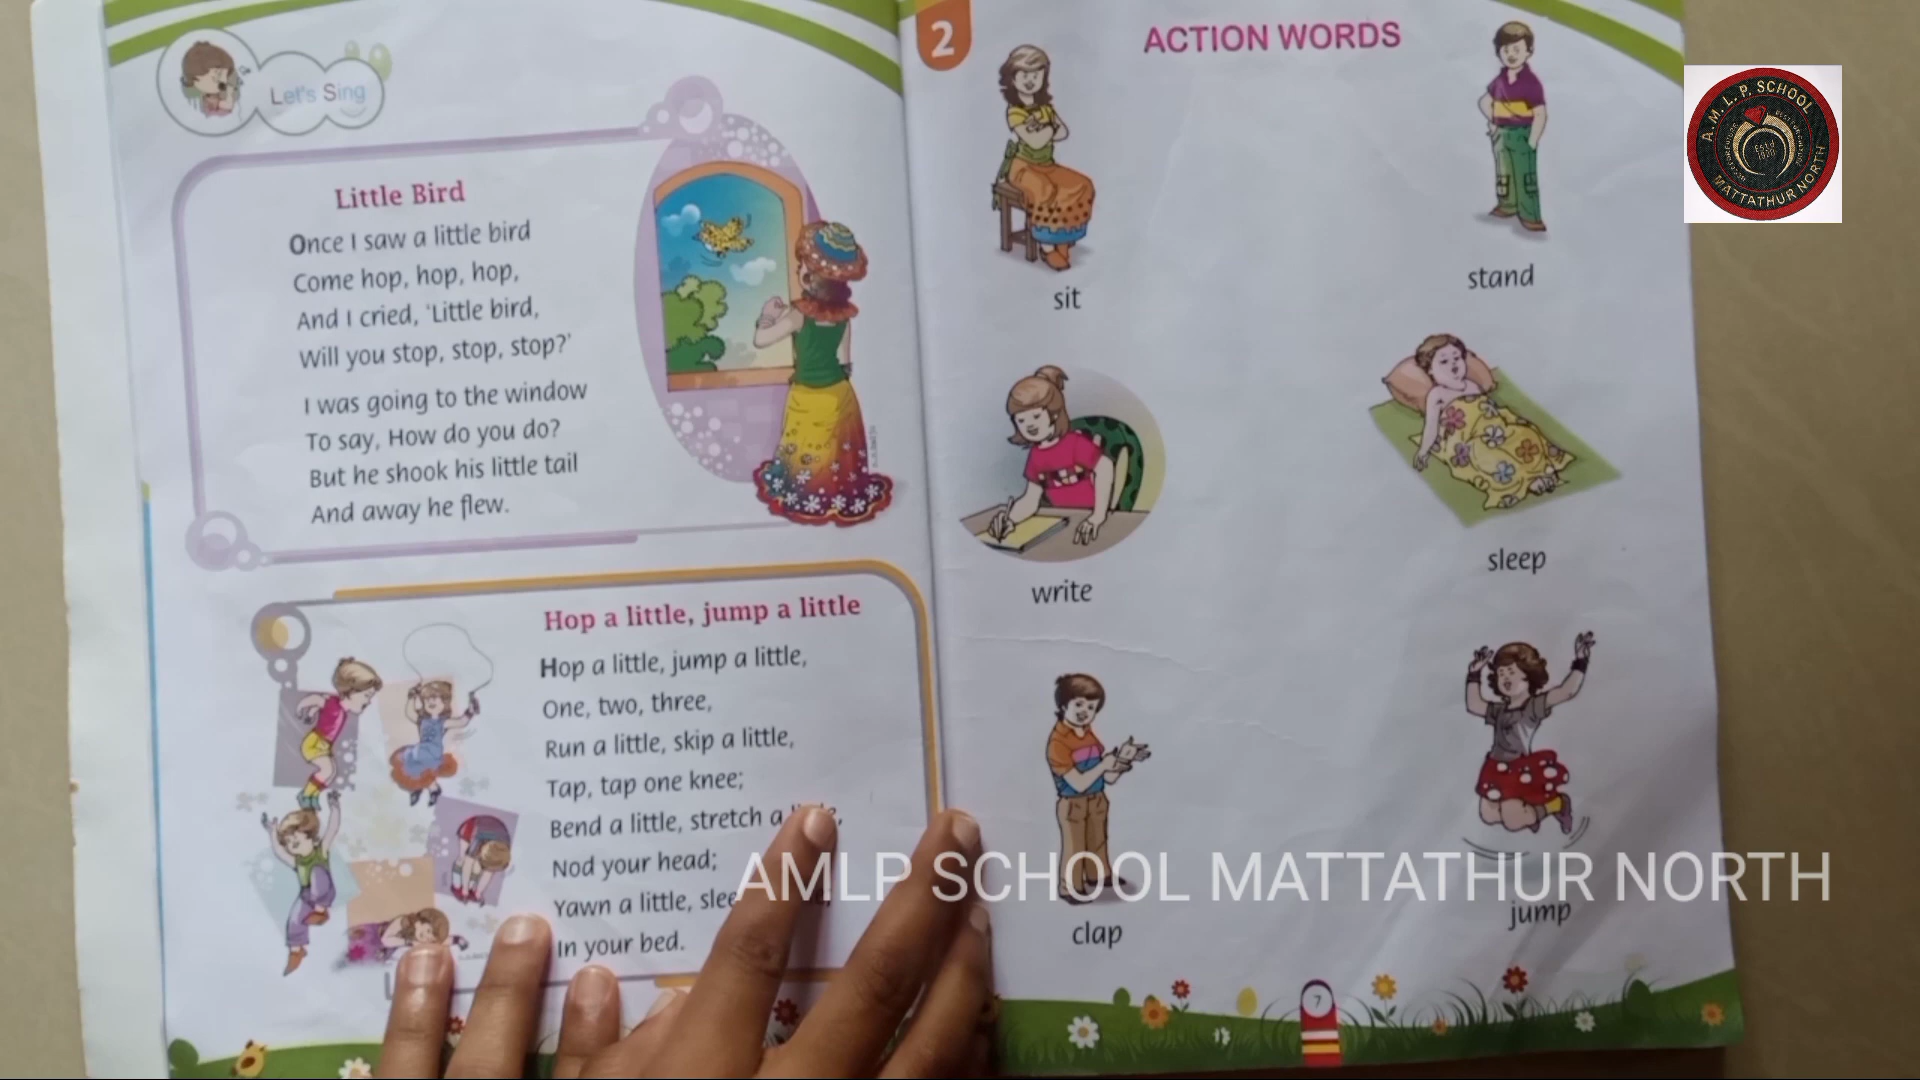 Let's Sing
Little Bird
Once I saw a little bird
Come hop, hop, hop,
And I cried, 'Little bird,
Will you stop, stop, stop?'
I was going to the window
To say, How do you do?
But he shook his little tail
And away he flew.
Hop a little, jump a little
Hop a little, jump a little,
One, two, three,
Run a little, skip a little,
Tap, tap one knee;
Bend a little, stretch a
Nod your head;
Yawn a little,
In your bed.
2
ACTION WORDS
sit
stand
write
sleep
clap
jump
7
A.M.L.P. SCHOOL
MATTATHUR NORTH
AMLP SCHOOL MATTATHUR NORTH